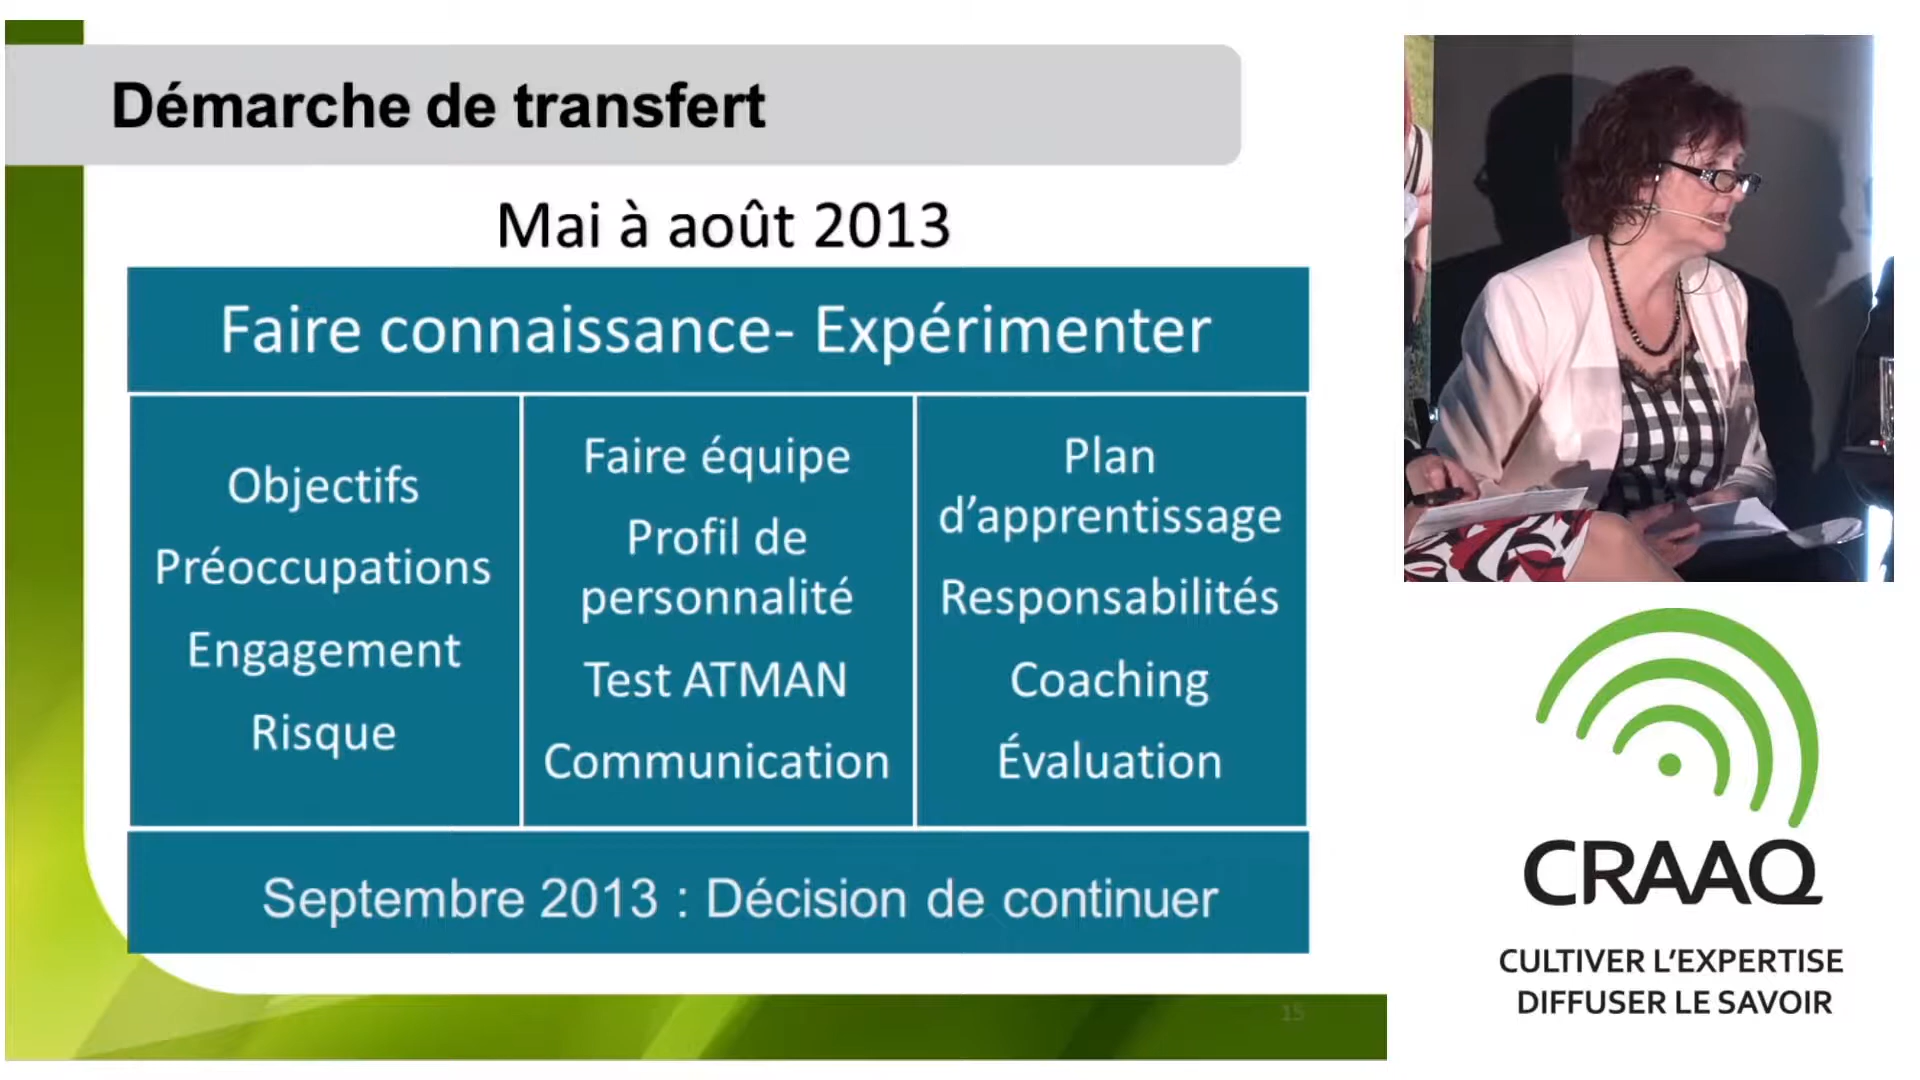 Démarche de transfert
Mai à août 2013
Faire connaissance- Expérimenter
Objectifs
Préoccupations
Engagement
Risque
Faire équipe
Profil de
personnalité
Test ATMAN
Communication
Plan
d’apprentissage
Responsabilités
Coaching
Évaluation
Septembre 2013 : Décision de continuer
15
CRAAQ
CULTIVER L’EXPERTISE
DIFFUSER LE SAVOIR